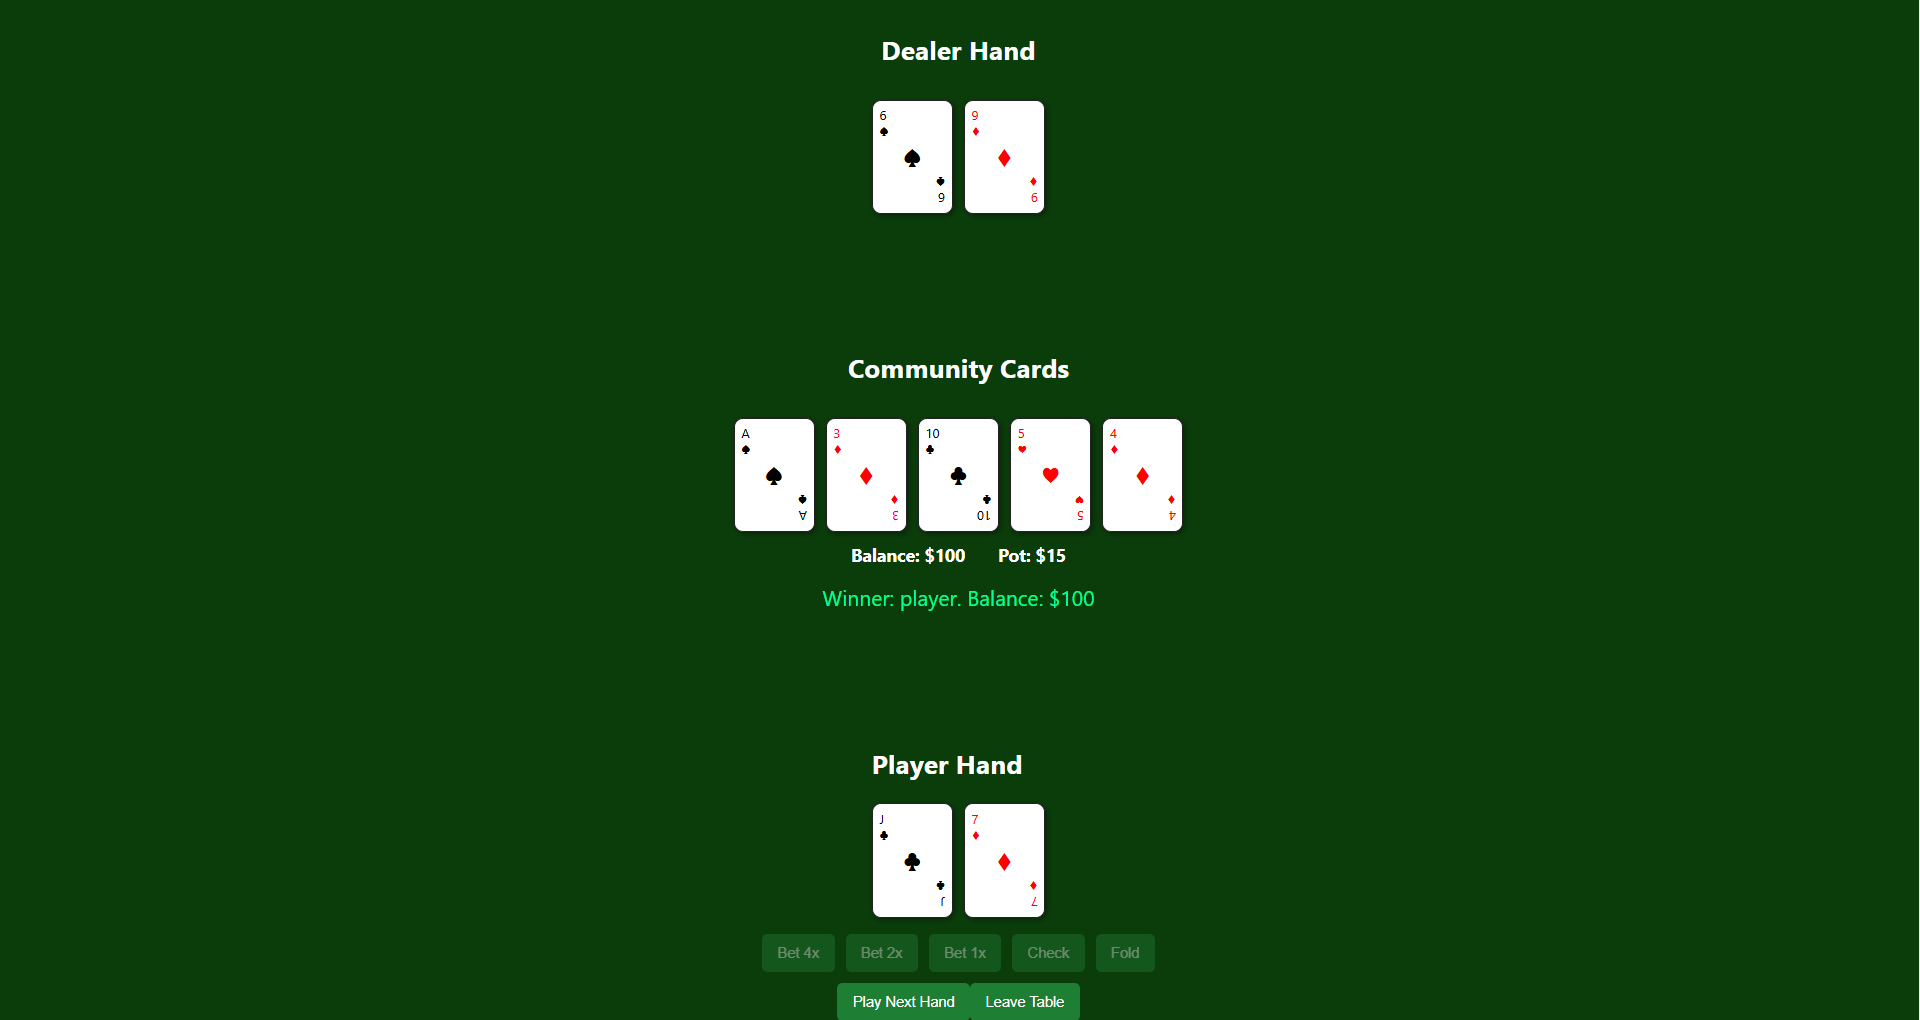 Dealer Hand
6 9
♠ ♦
♠ ♦
♠ ♦
6 9
Community Cards
A 3 10 5 4
♠ ♦ ♣ ♥ ♦
♠ ♦ ♣ ♥ ♦
♠ ♦ ♣ ♥ ♦
A 3 10 5 4
Balance: $100 Pot: $15
Winner: player. Balance: $100
Player Hand
J 7
♣ ♦
♣ ♦
♣ ♦
J 7
Bet 4x Bet 2x Bet 1x Check Fold
Play Next Hand Leave Table